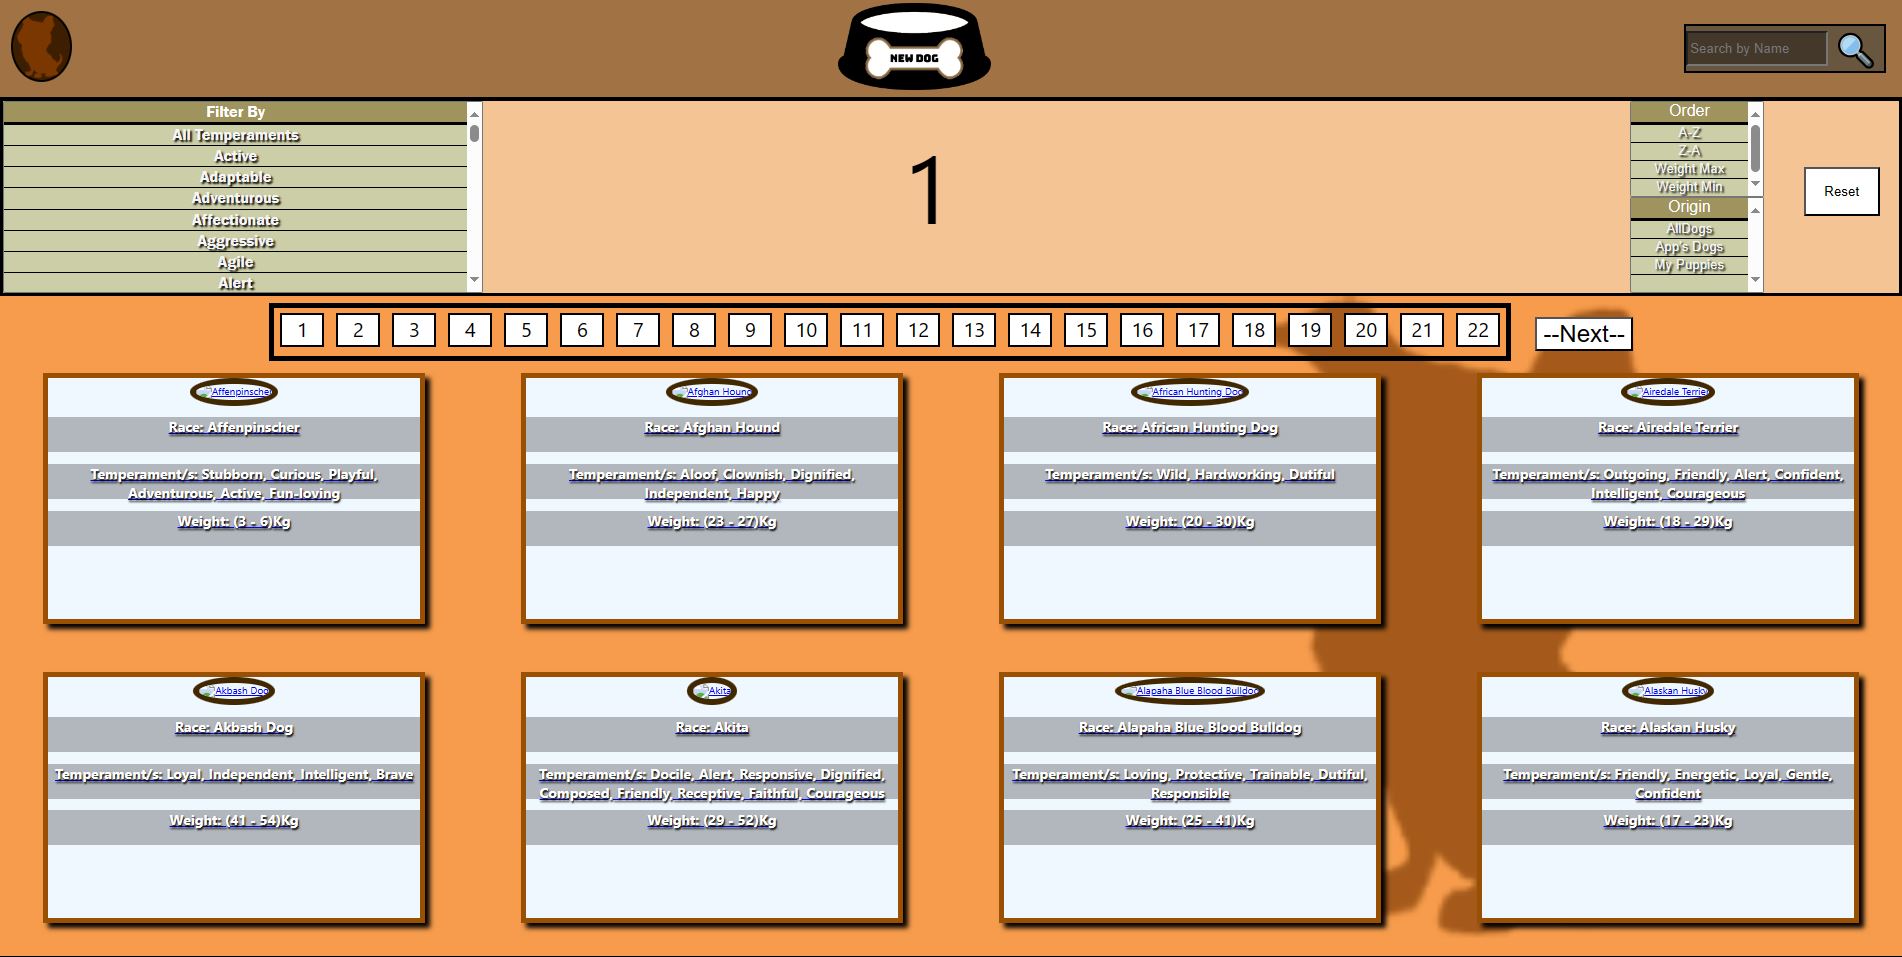 NEW DOG
Search by Name
Filter By
All Temperaments
Active
Adaptable
Adventurous
Affectionate
Aggressive
Agile
Alert
1
Order
A-Z
Z-A
Weight Max
Weight Min
Origin
AllDogs
App's Dogs
My Puppies
Reset
1 2 3 4 5 6 7 8 9 10 11 12 13 14 15 16 17 18 19 20 21 22
--Next--
Affenpinscher
Race: Affenpinscher
Temperament/s: Stubborn, Curious, Playful,
Adventurous, Active, Fun-loving
Weight: (3 - 6)Kg
Afghan Hound
Race: Afghan Hound
Temperament/s: Aloof, Clownish, Dignified,
Independent, Happy
Weight: (23 - 27)Kg
African Hunting Dog
Race: African Hunting Dog
Temperament/s: Wild, Hardworking, Dutiful
Weight: (20 - 30)Kg
Airedale Terrier
Race: Airedale Terrier
Temperament/s: Outgoing, Friendly, Alert, Confident,
Intelligent, Courageous
Weight: (18 - 29)Kg
Akbash Dog
Race: Akbash Dog
Temperament/s: Loyal, Independent, Intelligent, Brave
Weight: (41 - 54)Kg
Akita
Race: Akita
Temperament/s: Docile, Alert, Responsive, Dignified,
Composed, Friendly, Receptive, Faithful, Courageous
Weight: (29 - 52)Kg
Alapaha Blue Blood Bulldog
Race: Alapaha Blue Blood Bulldog
Temperament/s: Loving, Protective, Trainable, Dutiful,
Responsible
Weight: (25 - 41)Kg
Alaskan Husky
Race: Alaskan Husky
Temperament/s: Friendly, Energetic, Loyal, Gentle,
Confident
Weight: (17 - 23)Kg